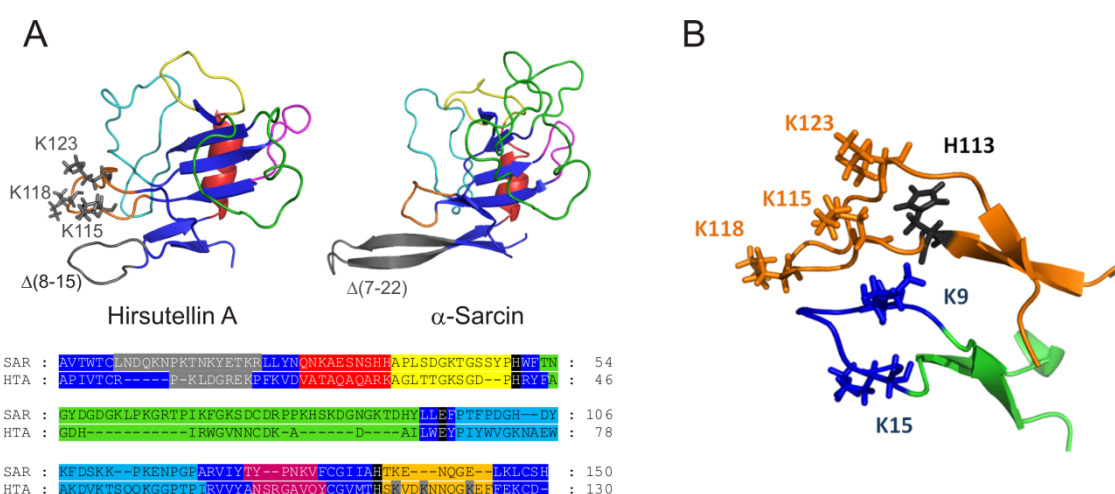 A
B
K123
K118
K115
Δ(8-15)
Δ(7-22)
Hirsutellin A
α-Sarcin
SAR : AVTWTCLNDQKNPKTNKYETKRLLYNQNKAESNSHHAPLSDGKTGSSYPHWFTN : 54
HTA : APIVTCR-----P-KLDGREKPFKVDVATAQAQARKAGLTTGKSGD--PHRYFA : 46
SAR : GYDGDGKLPKGRTPIKFGKSDCDRPPKHSKDGNGKTDHYLLEFPTFPDGH--DY : 106
HTA : GDH---------IRWGVNNCDK-A------D----AILWEYPIYWVGKNAEW : 78
SAR : KFDSKK--PKENPGPARVIYTY--PNKVFCGIIAHTKE---NQGE--LKLCSH : 150
HTA : AKDVKTSQQKGGPTPIRVVYANSRGAVQYCGVMTHSKVDKNNQGKEFFEKCD- : 130
K123
H113
K115
K118
K9
K15